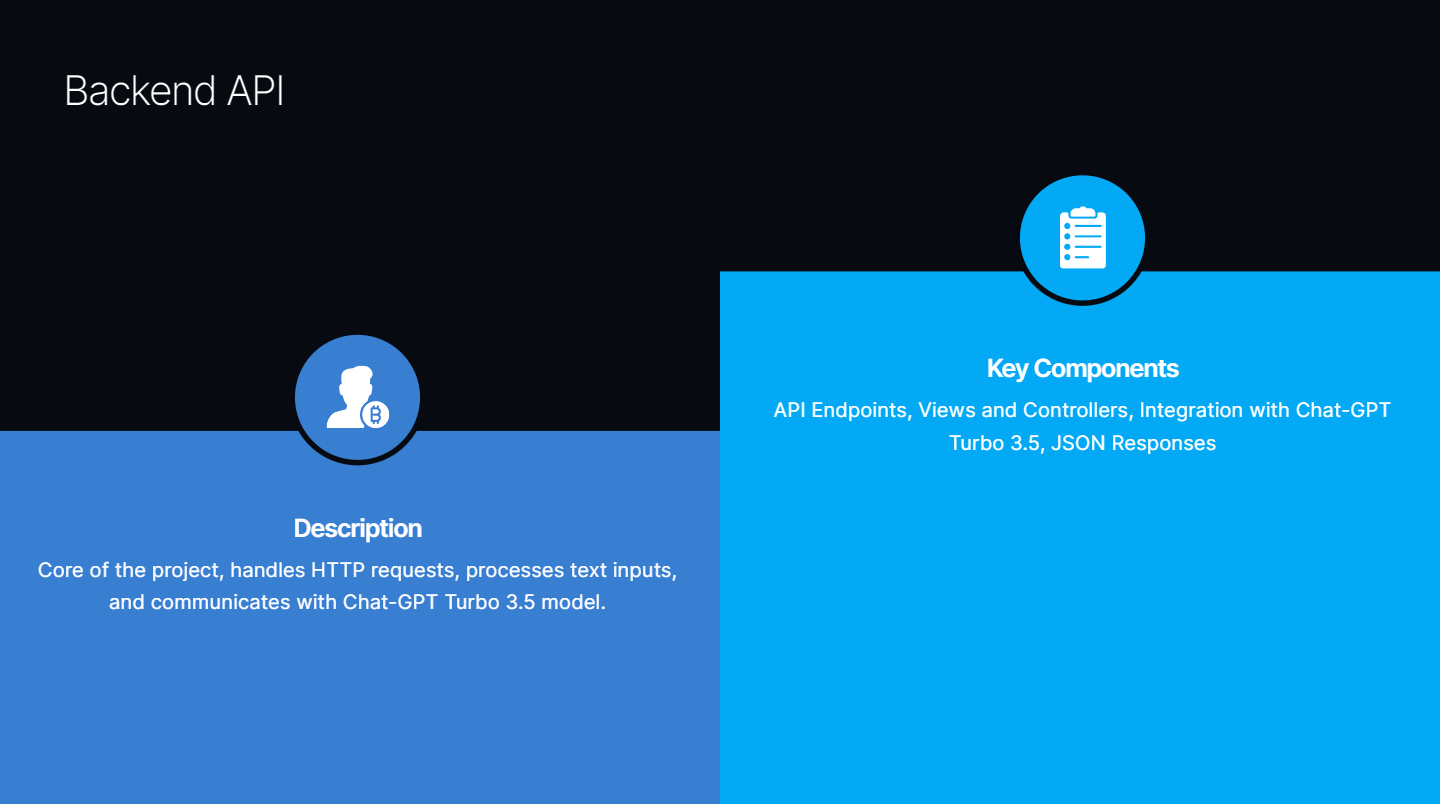 Backend API
Description
Core of the project, handles HTTP requests, processes text inputs,
and communicates with Chat-GPT Turbo 3.5 model.
Key Components
API Endpoints, Views and Controllers, Integration with Chat-GPT
Turbo 3.5, JSON Responses